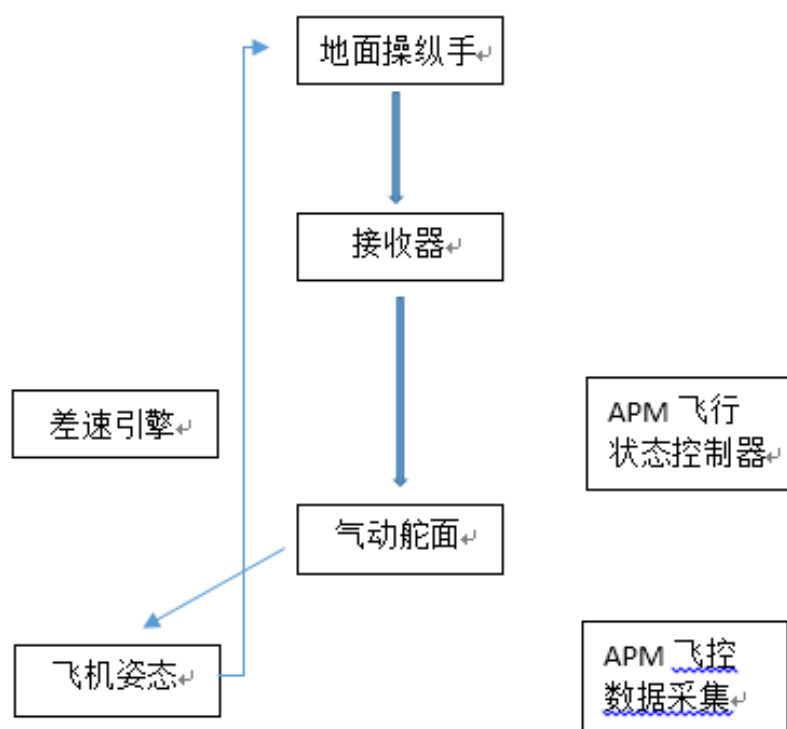 地面操纵手
接收器
差速引擎
APM 飞行
状态控制器
气动舵面
飞机姿态
APM 飞控
数据采集